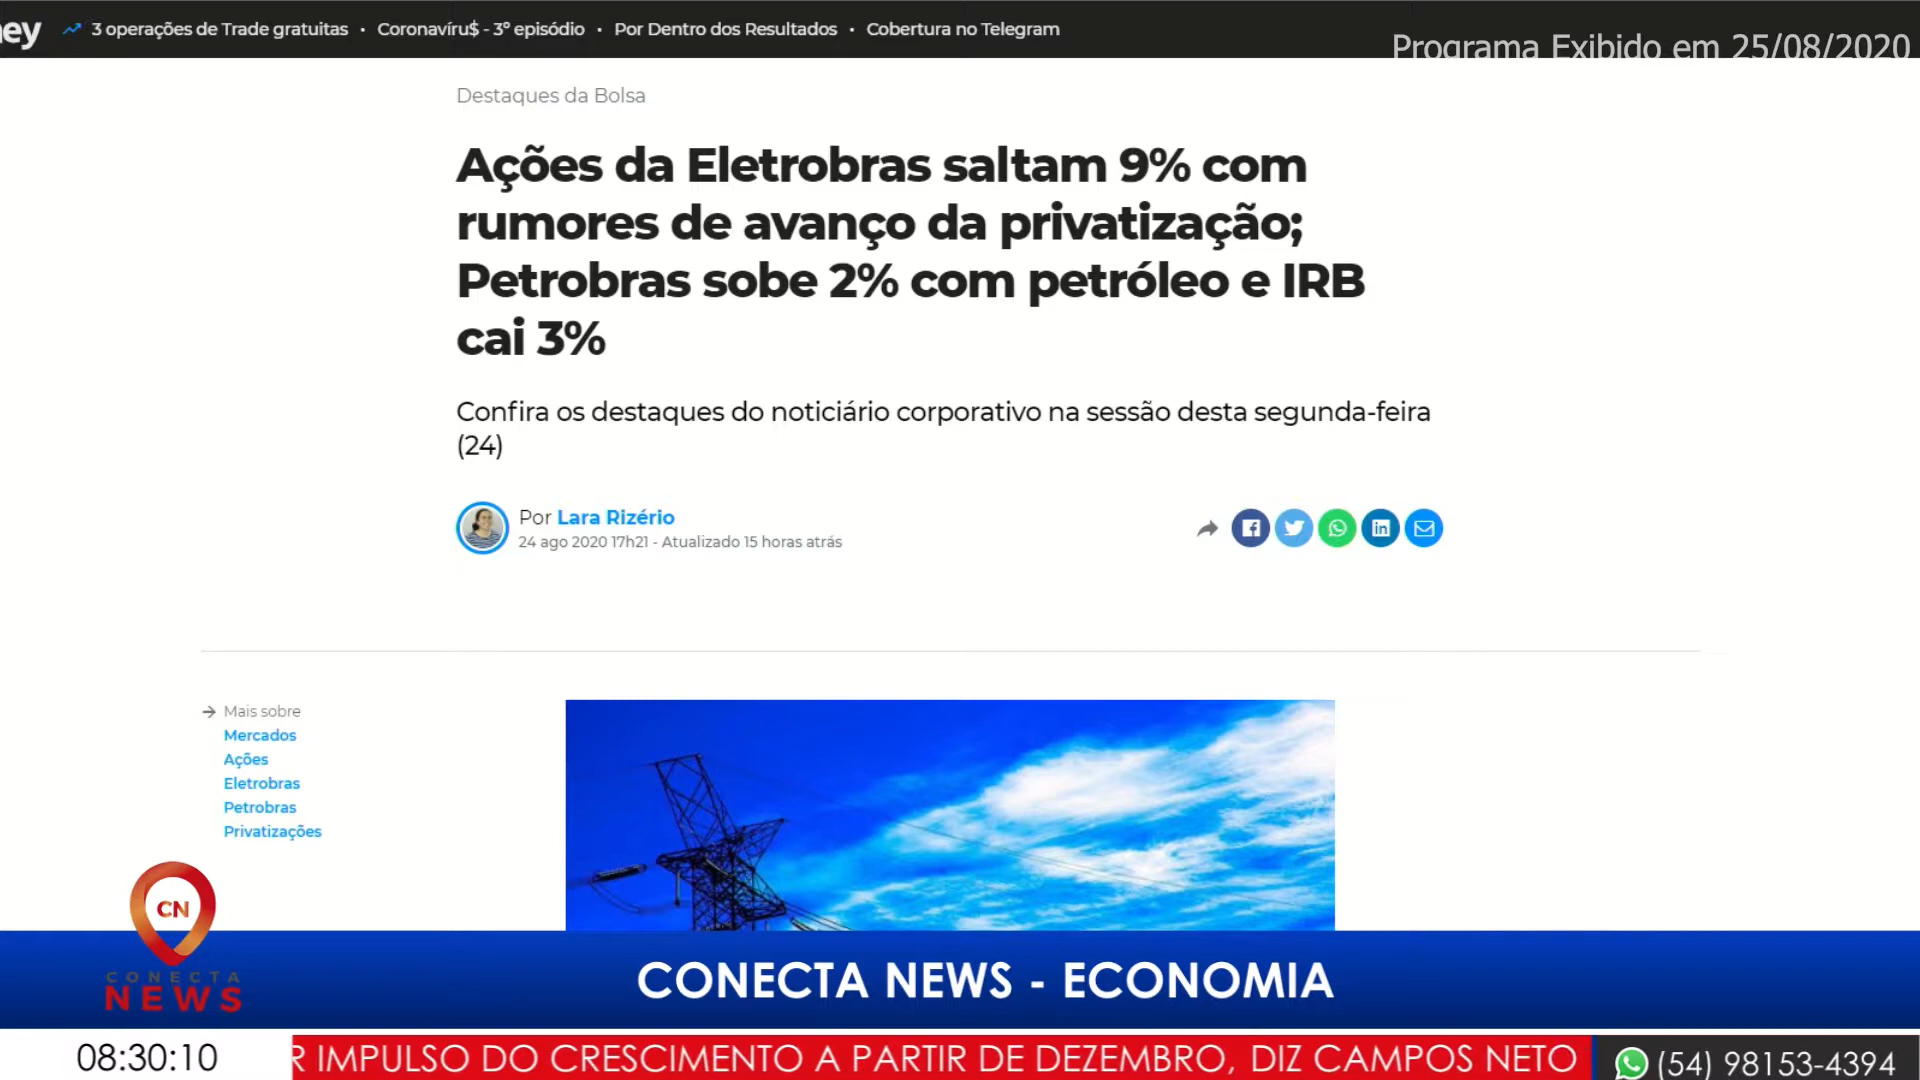 ey
3 operações de Trade gratuitas • Coronavíru$ - 3º episódio • Por Dentro dos Resultados • Cobertura no Telegram
Programa Exibido em 25/08/2020
Destaques da Bolsa
Ações da Eletrobras saltam 9% com
rumores de avanço da privatização;
Petrobras sobe 2% com petróleo e IRB
cai 3%
Confira os destaques do noticiário corporativo na sessão desta segunda-feira
(24)
Por Lara Rizério
24 ago 2020 17h21 - Atualizado 15 horas atrás
Mais sobre
Mercados
Ações
Eletrobras
Petrobras
Privatizações
CN
CONECTA
NEWS
CONECTA NEWS - ECONOMIA
08:30:10
R IMPULSO DO CRESCIMENTO A PARTIR DE DEZEMBRO, DIZ CAMPOS NETO
(54) 98153-4394